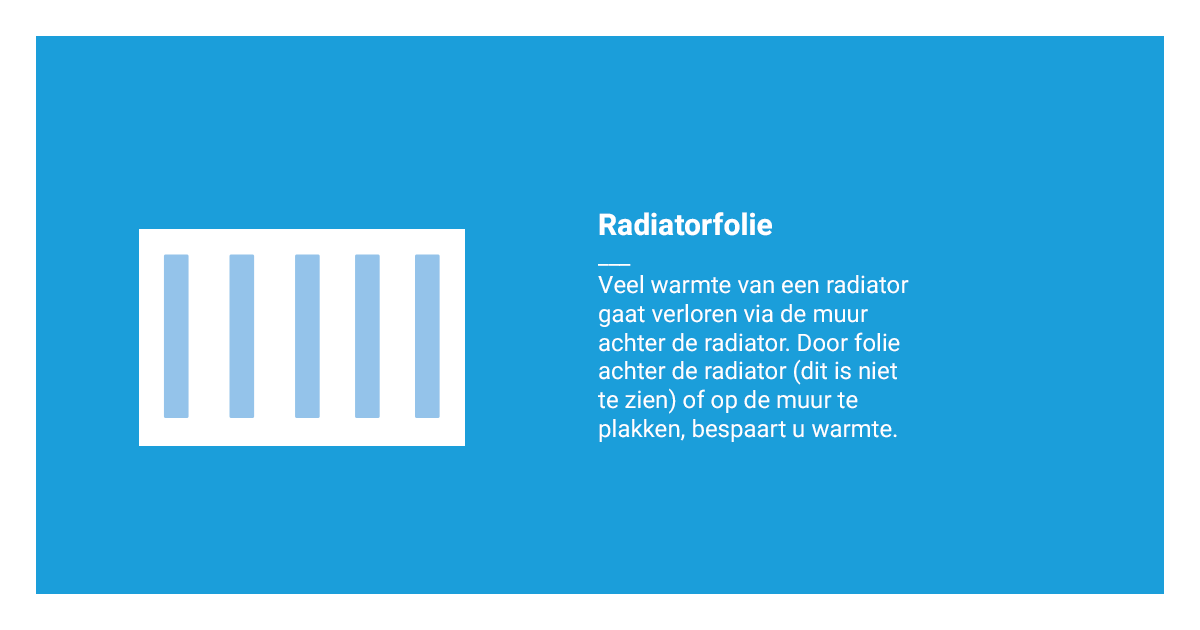 Radiatorfolie
Veel warmte van een radiator
gaat verloren via de muur
achter de radiator. Door folie
achter de radiator (dit is niet
te zien) of op de muur te
plakken, bespaart u warmte.